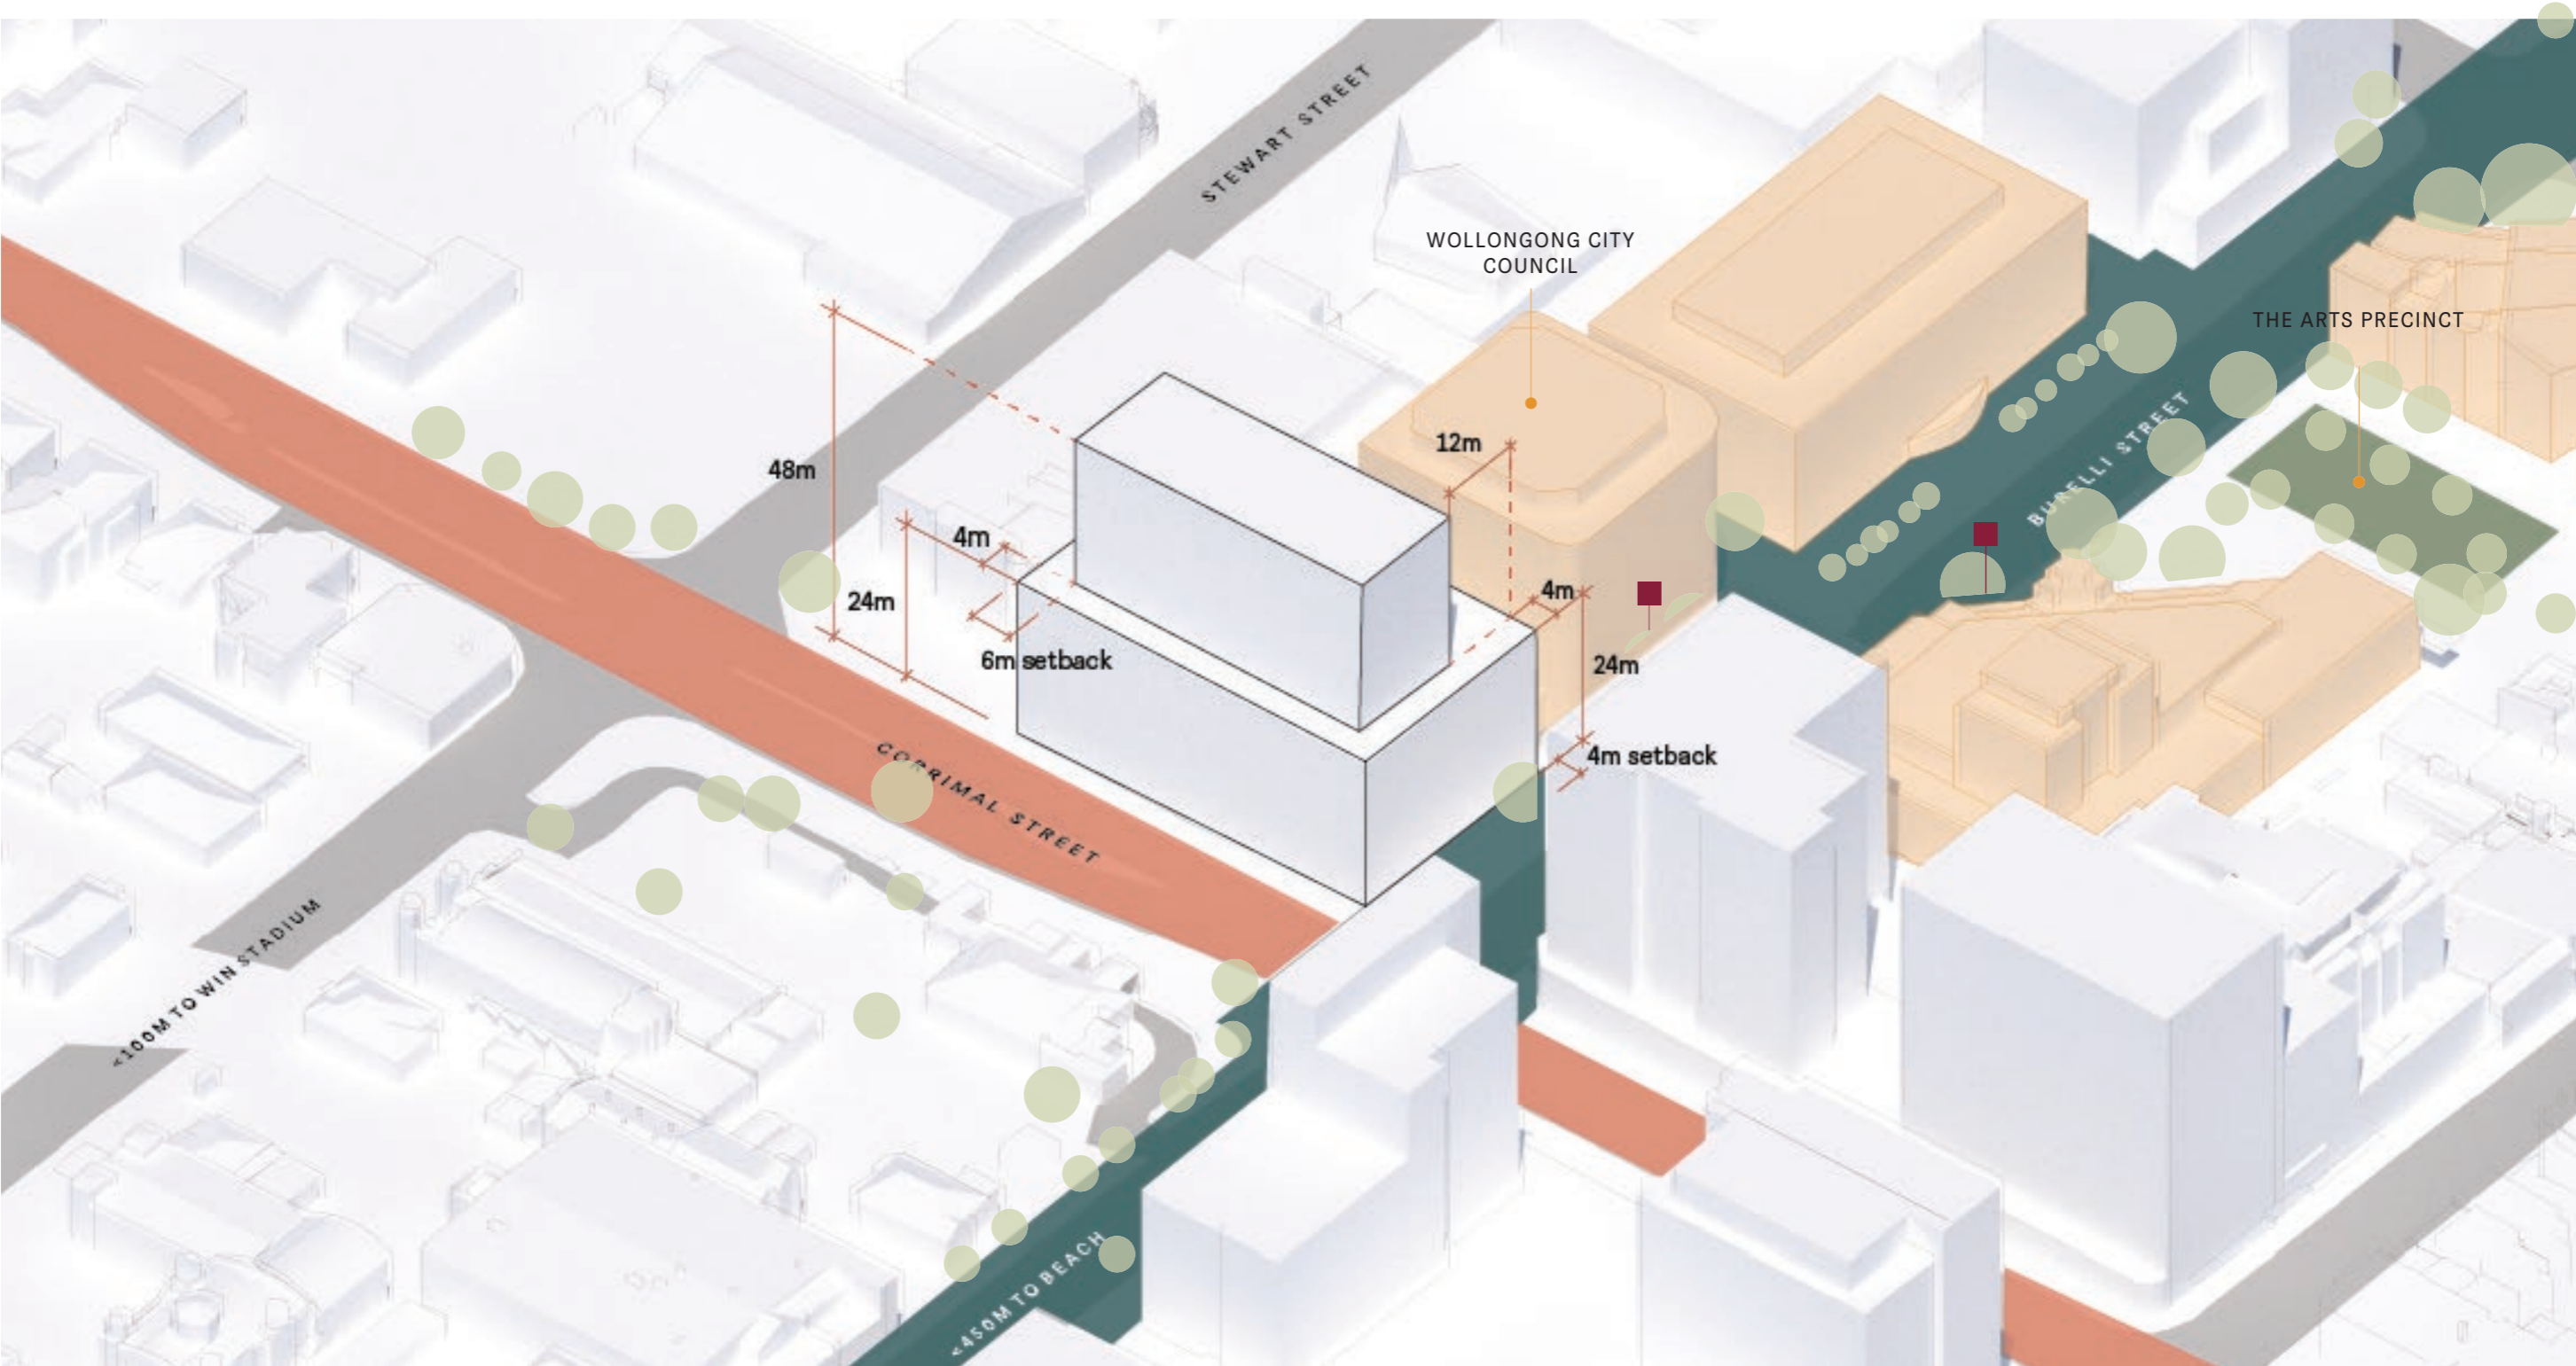 STEWART STREET
WOLLONGONG CITY
COUNCIL
THE ARTS PRECINCT
BURELLI STREET
12m
48m
4m
24m
6m setback
4m
24m
4m setback
CORRIMAL STREET
<100M TO WIN STADIUM
<450M TO BEACH